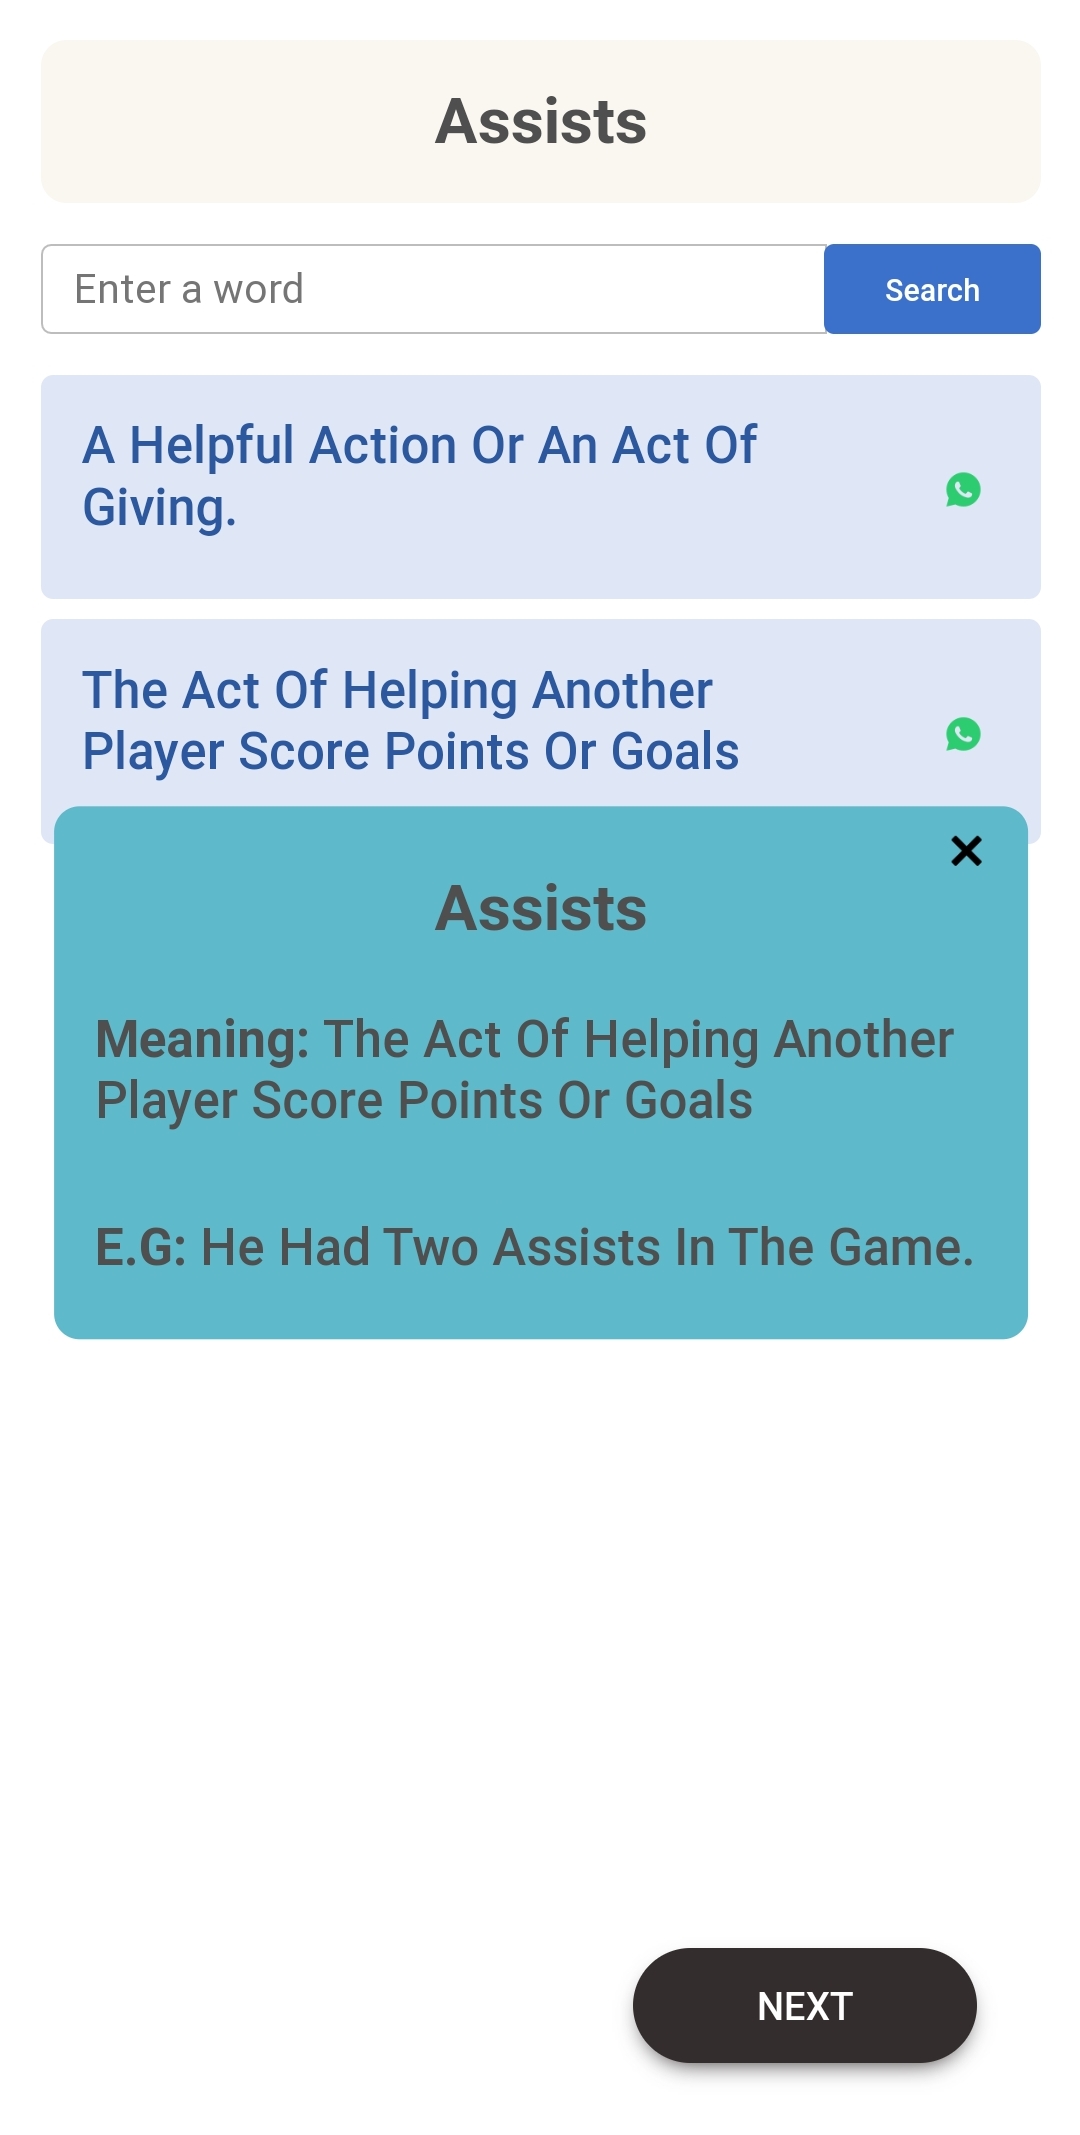 Assists
Enter a word
Search
A Helpful Action Or An Act Of
Giving.
The Act Of Helping Another
Player Score Points Or Goals
Assists
Meaning: The Act Of Helping Another
Player Score Points Or Goals
E.G: He Had Two Assists In The Game.
NEXT